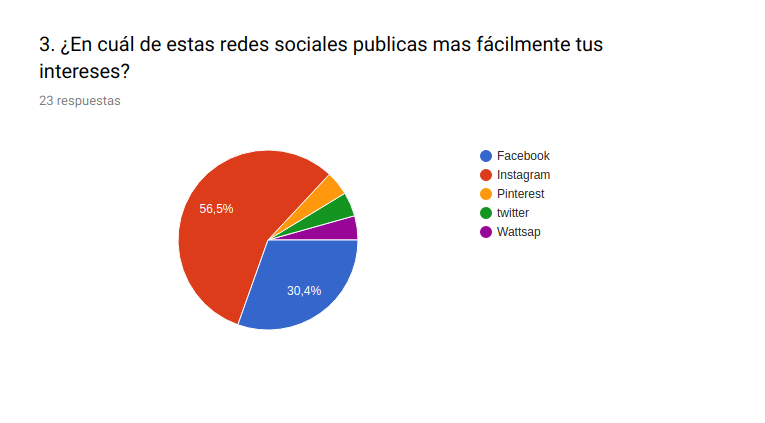 3. ¿En cuál de estas redes sociales publicas mas fácilmente tus
intereses?
23 respuestas
56,5%
30,4%
Facebook
Instagram
Pinterest
twitter
Wattsap